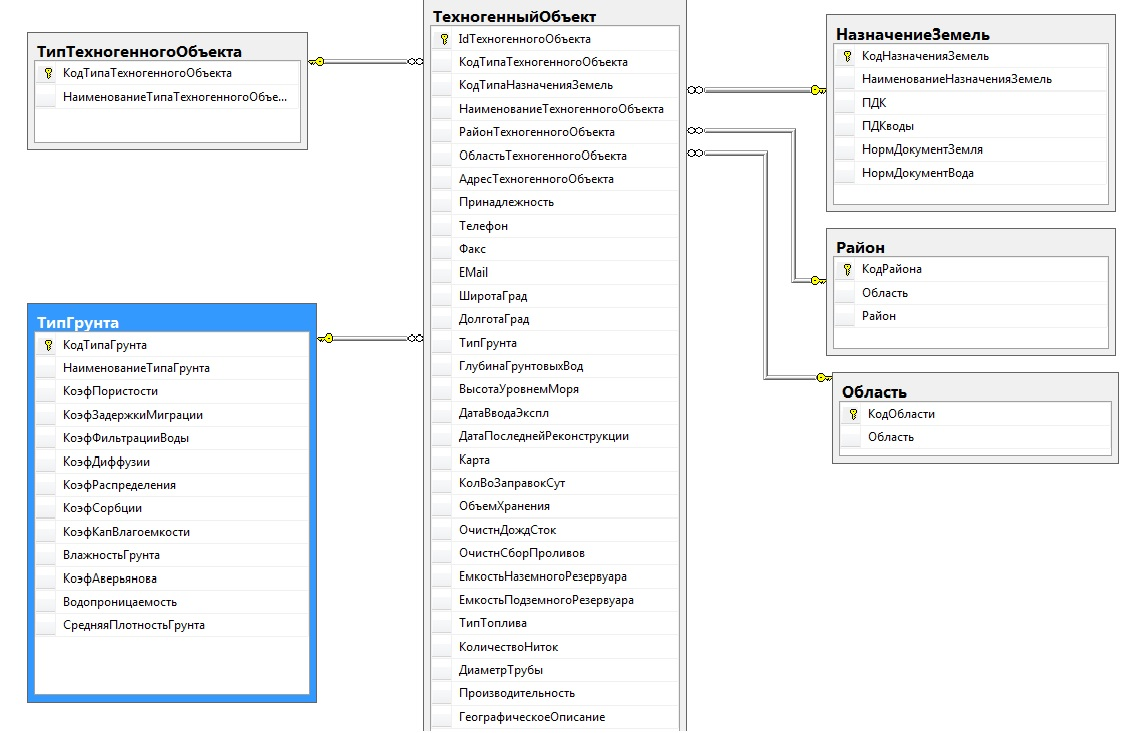 ТипТехногенногоОбъекта
КодТипаТехногенногоОбъекта
НаименованиеТипаТехногенногоОбъе...
ТипГрунта
КодТипаГрунта
НаименованиеТипаГрунта
КоэфПористости
КоэфЗадержкиМиграции
КоэфФильтрацииВоды
КоэфДиффузии
КоэфРаспределения
КоэфСорбции
КоэфКапВлагоемкости
ВлажностьГрунта
КоэфАверьянова
Водопроницаемость
СредняяПлотностьГрунта
ТехногенныйОбъект
IdТехногенногоОбъекта
КодТипаТехногенногоОбъекта
КодТипаНазначенияЗемель
НаименованиеТехногенногоОбъекта
РайонТехногенногоОбъекта
ОбластьТехногенногоОбъекта
АдресТехногенногоОбъекта
Принадлежность
Телефон
Факс
EMail
ШиротаГрад
ДолготаГрад
ТипГрунта
ГлубинаГрунтовыхВод
ВысотаУровнемМоря
ДатаВводаЭкспл
ДатаПоследнейРеконструкции
Карта
КолВоЗаправокСут
ОбъемХранения
ОчистнДождСток
ОчистнСборПроливов
ЕмкостьНаземногоРезервуара
ЕмкостьПодземногоРезервуара
ТипТоплива
КоличествоНиток
ДиаметрТрубы
Производительность
ГеографическоеОписание
НазначениеЗемель
КодНазначенияЗемель
НаименованиеНазначенияЗемель
ПДК
ПДКводы
НормДокументЗемля
НормДокументВода
Район
КодРайона
Область
Район
Область
КодОбласти
Область